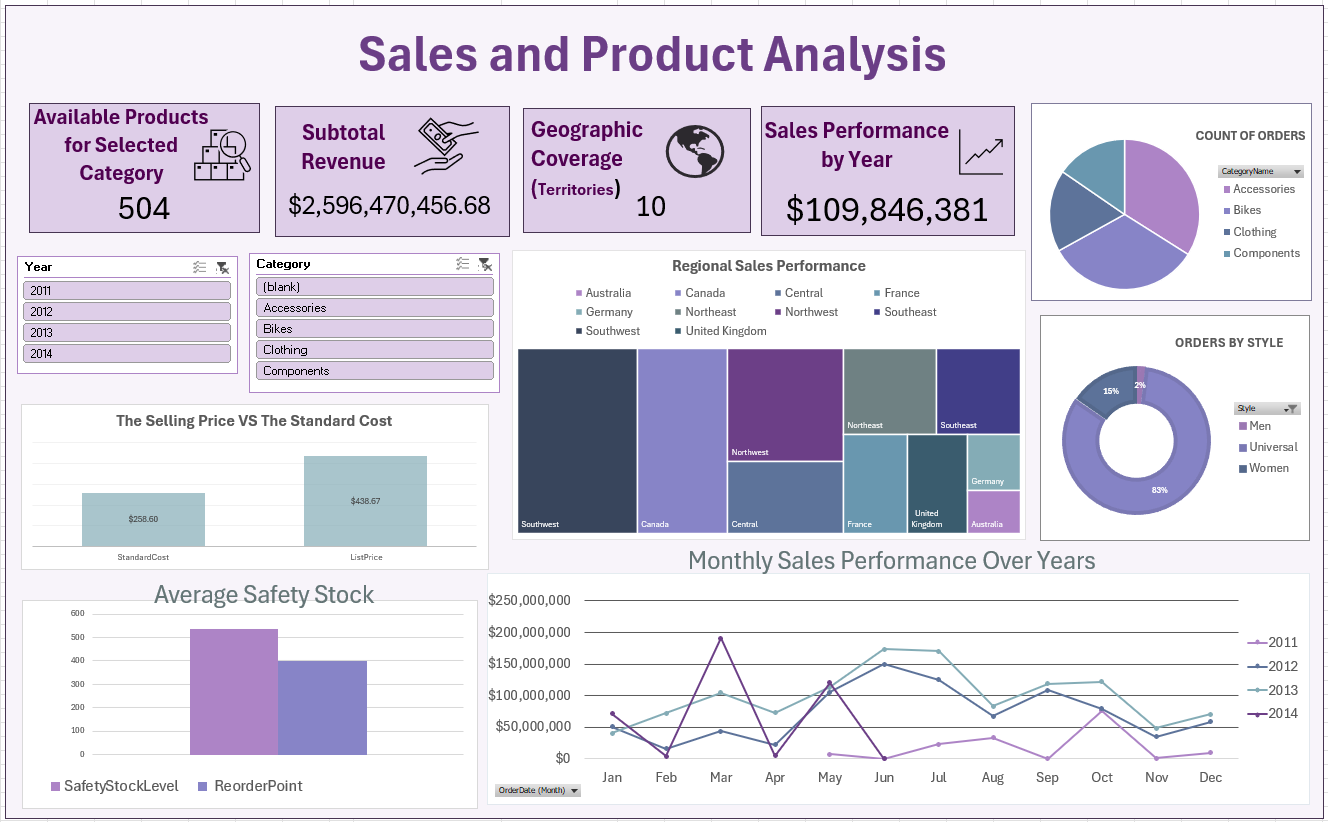 Sales and Product Analysis
Available Products
for Selected
Category
504
Subtotal
Revenue
$2,596,470,456.68
Geographic
Coverage
(Territories)
10
Sales Performance
by Year
$109,846,381
COUNT OF ORDERS
CategoryName
Accessories
Bikes
Clothing
Components
Year
2011
2012
2013
2014
Category
(blank)
Accessories
Bikes
Clothing
Components
Regional Sales Performance
Australia Canada Central France
Germany Northeast Northwest Southeast
Southwest United Kingdom
Southwest
Canada
Northwest
Central
Northeast
Southeast
France
United
Kingdom
Germany
Australia
ORDERS BY STYLE
2%
15%
83%
Style
Men
Universal
Women
The Selling Price VS The Standard Cost
$258.60
$438.67
StandardCost ListPrice
Average Safety Stock
600
500
400
300
200
100
0
SafetyStockLevel ReorderPoint
Monthly Sales Performance Over Years
$250,000,000
$200,000,000
$150,000,000
$100,000,000
$50,000,000
$0
Jan Feb Mar Apr May Jun Jul Aug Sep Oct Nov Dec
2011
2012
2013
2014
OrderDate (Month)